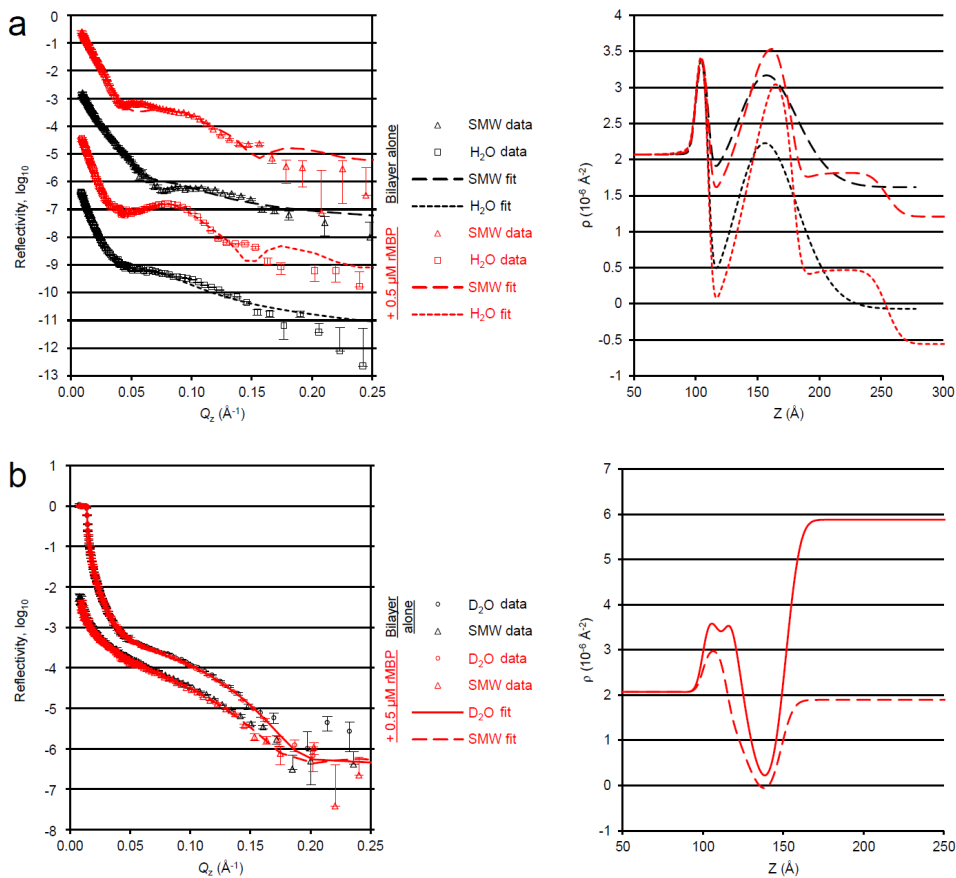 a
0
-1
-2
-3
-4
-5
-6
-7
-8
-9
-10
-11
-12
-13
Reflectivity, log10
0.00 0.05 0.10 0.15 0.20 0.25
Qz (Å-1)
Bilayer alone
SMW data
H2O data
SMW fit
H2O fit
+ 0.5 µM rMBP
SMW data
H2O data
SMW fit
H2O fit
4
3.5
3
2.5
2
1.5
1
0.5
0
-0.5
-1
ρ (10-6 Å-2)
50 100 150 200 250 300
Z (Å)
b
1
0
-1
-2
-3
-4
-5
-6
-7
-8
Reflectivity, log10
0.00 0.05 0.10 0.15 0.20 0.25
Qz (Å-1)
Bilayer
alone
D2O data
SMW data
+ 0.5 µM rMBP
D2O data
SMW data
D2O fit
SMW fit
7
6
5
4
3
2
1
0
-1
ρ (10-6 Å-2)
50 100 150 200 250
Z (Å)